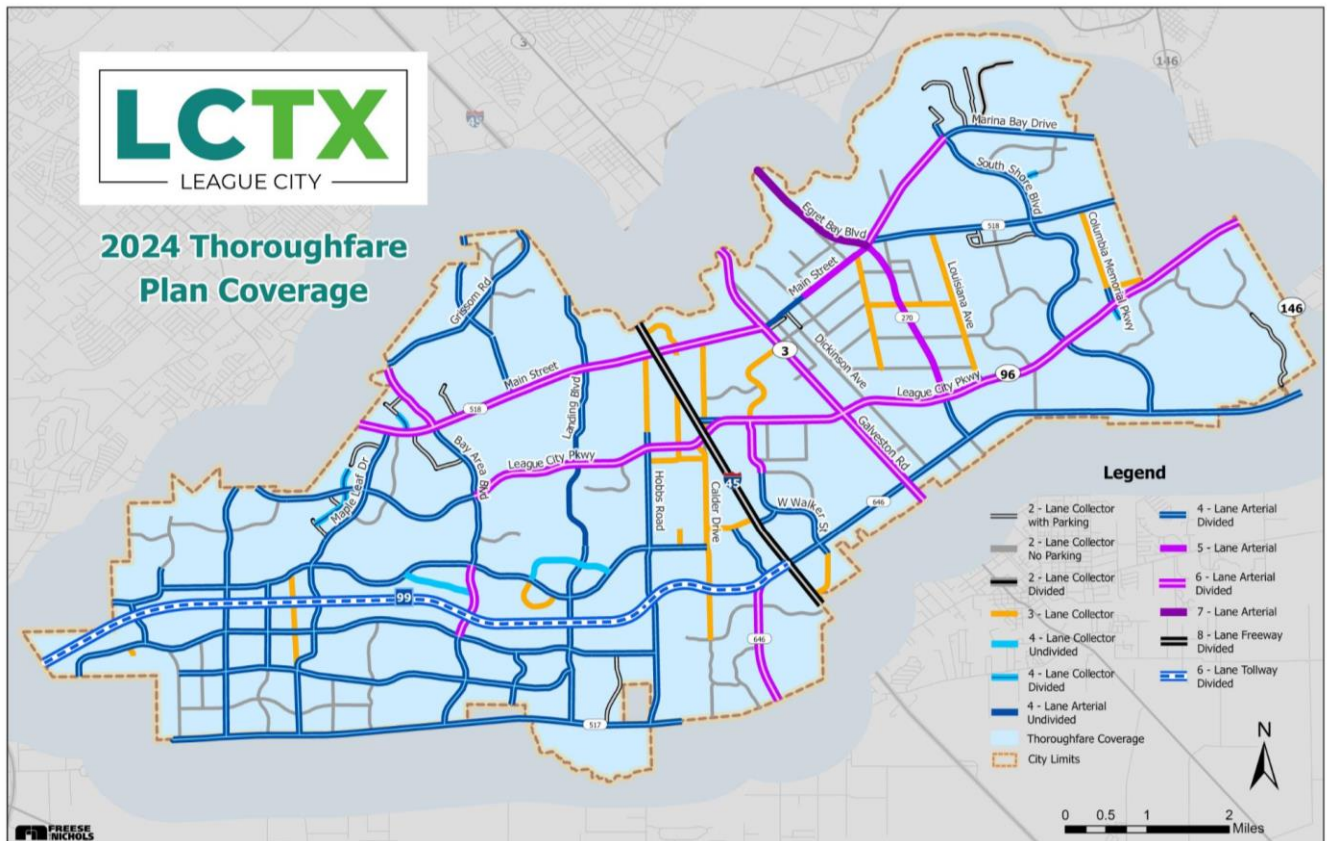 LCTX
LEAGUE CITY
2024 Thoroughfare
Plan Coverage
3
45
146
Marina Bay Drive
South Shore Blvd
Egret Bay Blvd
518
Columbia Memorial Pkwy
Main Street
Louisiana Ave
Grissom Rd
270
146
3
Dickinson Ave
Main Street
96
League City Pkwy
518
Landing Blvd
Bay Area Blvd
League City Pkwy
Galveston Rd
Maple Leaf Dr
Hobbs Road
Calder Drive
45
W Walker St
646
99
646
517
Legend
2 - Lane Collector
with Parking
2 - Lane Collector
No Parking
2 - Lane Collector
Divided
3 - Lane Collector
4 - Lane Collector
Undivided
4 - Lane Collector
Divided
4 - Lane Arterial
Undivided
Thoroughfare Coverage
City Limits
4 - Lane Arterial
Divided
5 - Lane Arterial
6 - Lane Arterial
Divided
7 - Lane Arterial
8 - Lane Freeway
Divided
6 - Lane Tollway
Divided
N
0 0.5 1 2
Miles
FREESE
NICHOLS